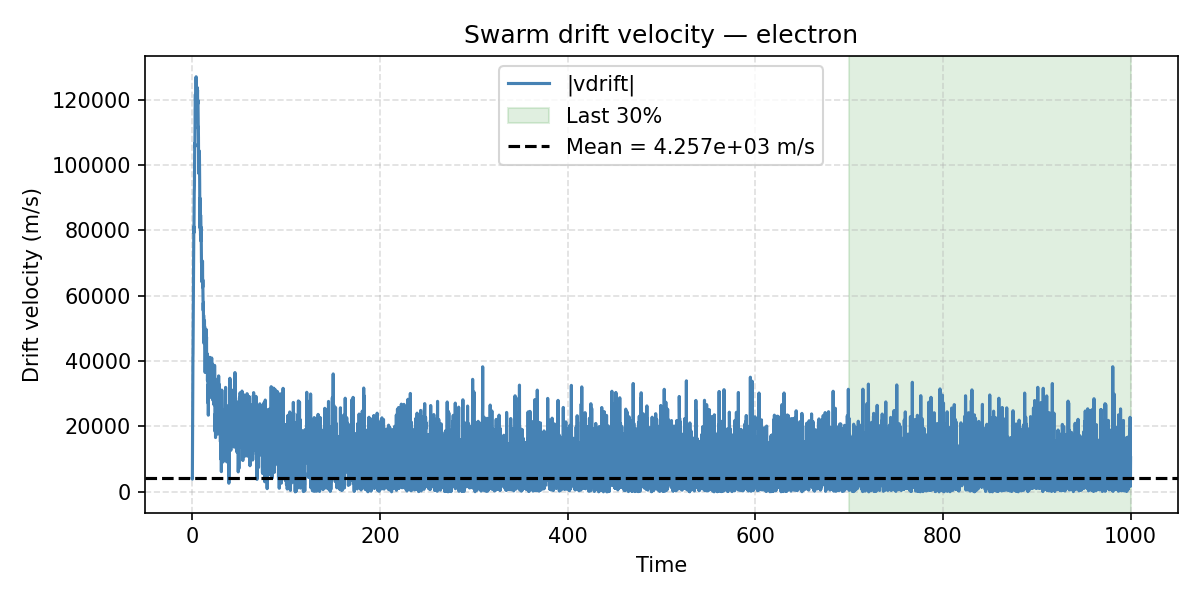 Swarm drift velocity — electron
|vdrift|
Last 30%
Mean = 4.257e+03 m/s
Drift velocity (m/s)
120000
100000
80000
60000
40000
20000
0
0 200 400 600 800 1000
Time